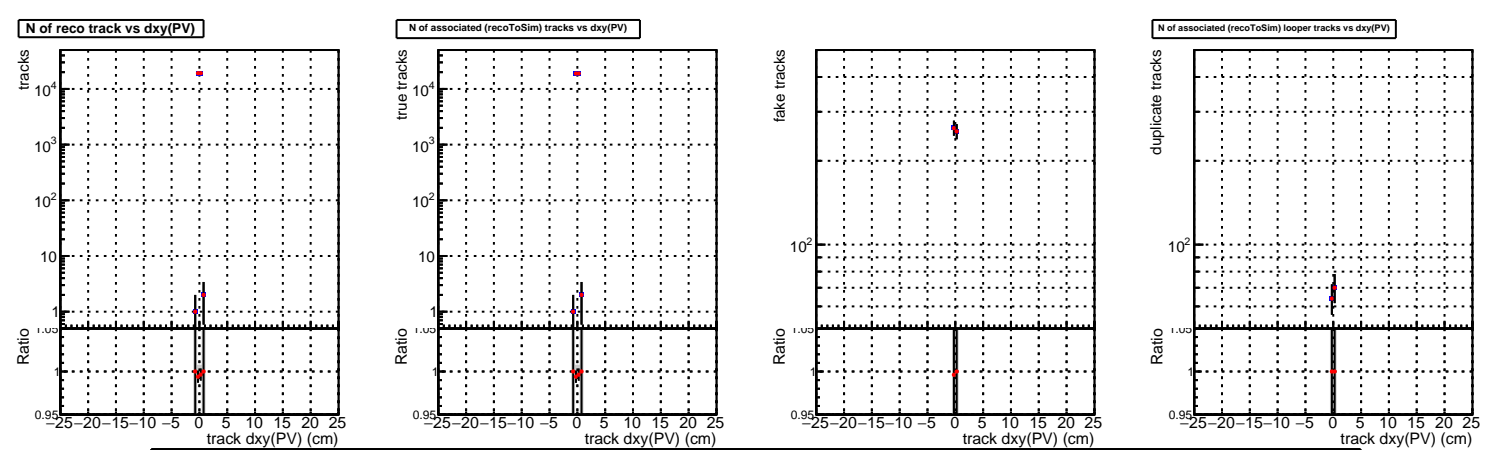 N of reco track vs dxy(PV)
tracks
10^4
10^3
10^2
10
1
1.05
Ratio
1
0.95
−25 −20 −15 −10 −5 0 5 10 15 20 25
track dxy(PV) (cm)
N of associated (recoToSim) tracks vs dxy(PV)
true tracks
10^4
10^3
10^2
10
1
1.05
Ratio
1
0.95
−25 −20 −15 −10 −5 0 5 10 15 20 25
track dxy(PV) (cm)
fake tracks
10^2
1.05
Ratio
1
0.95
−25 −20 −15 −10 −5 0 5 10 15 20 25
track dxy(PV) (cm)
N of associated (recoToSim) looper tracks vs dxy(PV)
duplicate tracks
10^2
1.05
Ratio
1
0.95
−25 −20 −15 −10 −5 0 5 10 15 20 25
track dxy(PV) (cm)